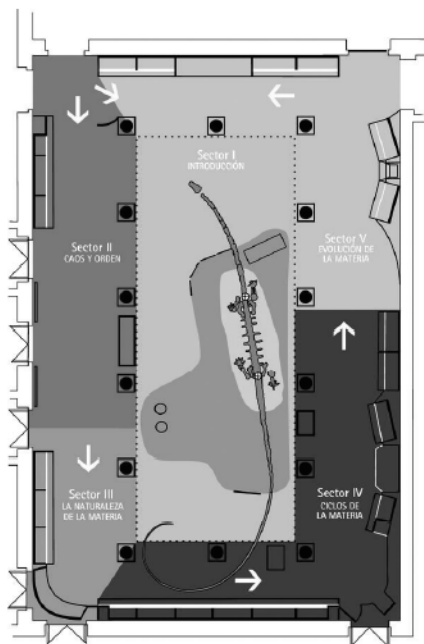 Sector I
INTRODUCCIÓN
Sector II
CAOS Y ORDEN
Sector V
EVOLUCIÓN DE
LA MATERIA
Sector III
LA NATURALEZA
DE LA MATERIA
Sector IV
CICLOS DE
LA MATERIA